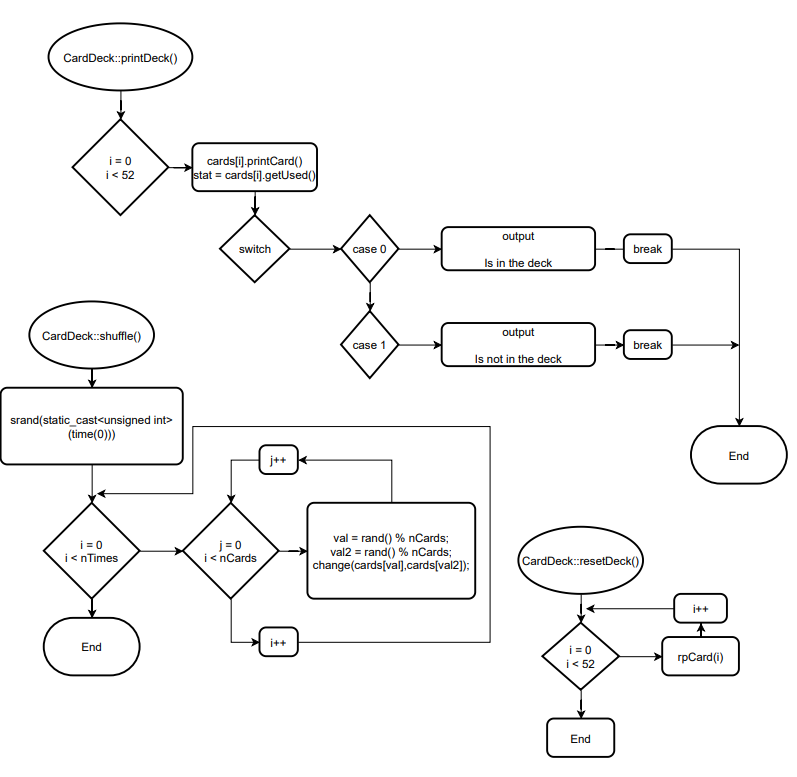 CardDeck::printDeck()
i = 0
i < 52
cards[i].printCard()
stat = cards[i].getUsed()
switch
case 0
output
Is in the deck
break
case 1
output
Is not in the deck
break
End
CardDeck::shuffle()
srand(static_cast<unsigned int>
(time(0)))
i = 0
i < nTimes
End
j = 0
i < nCards
j++
val = rand() % nCards;
val2 = rand() % nCards;
change(cards[val],cards[val2]);
i++
CardDeck::resetDeck()
i = 0
i < 52
i++
rpCard(i)
End